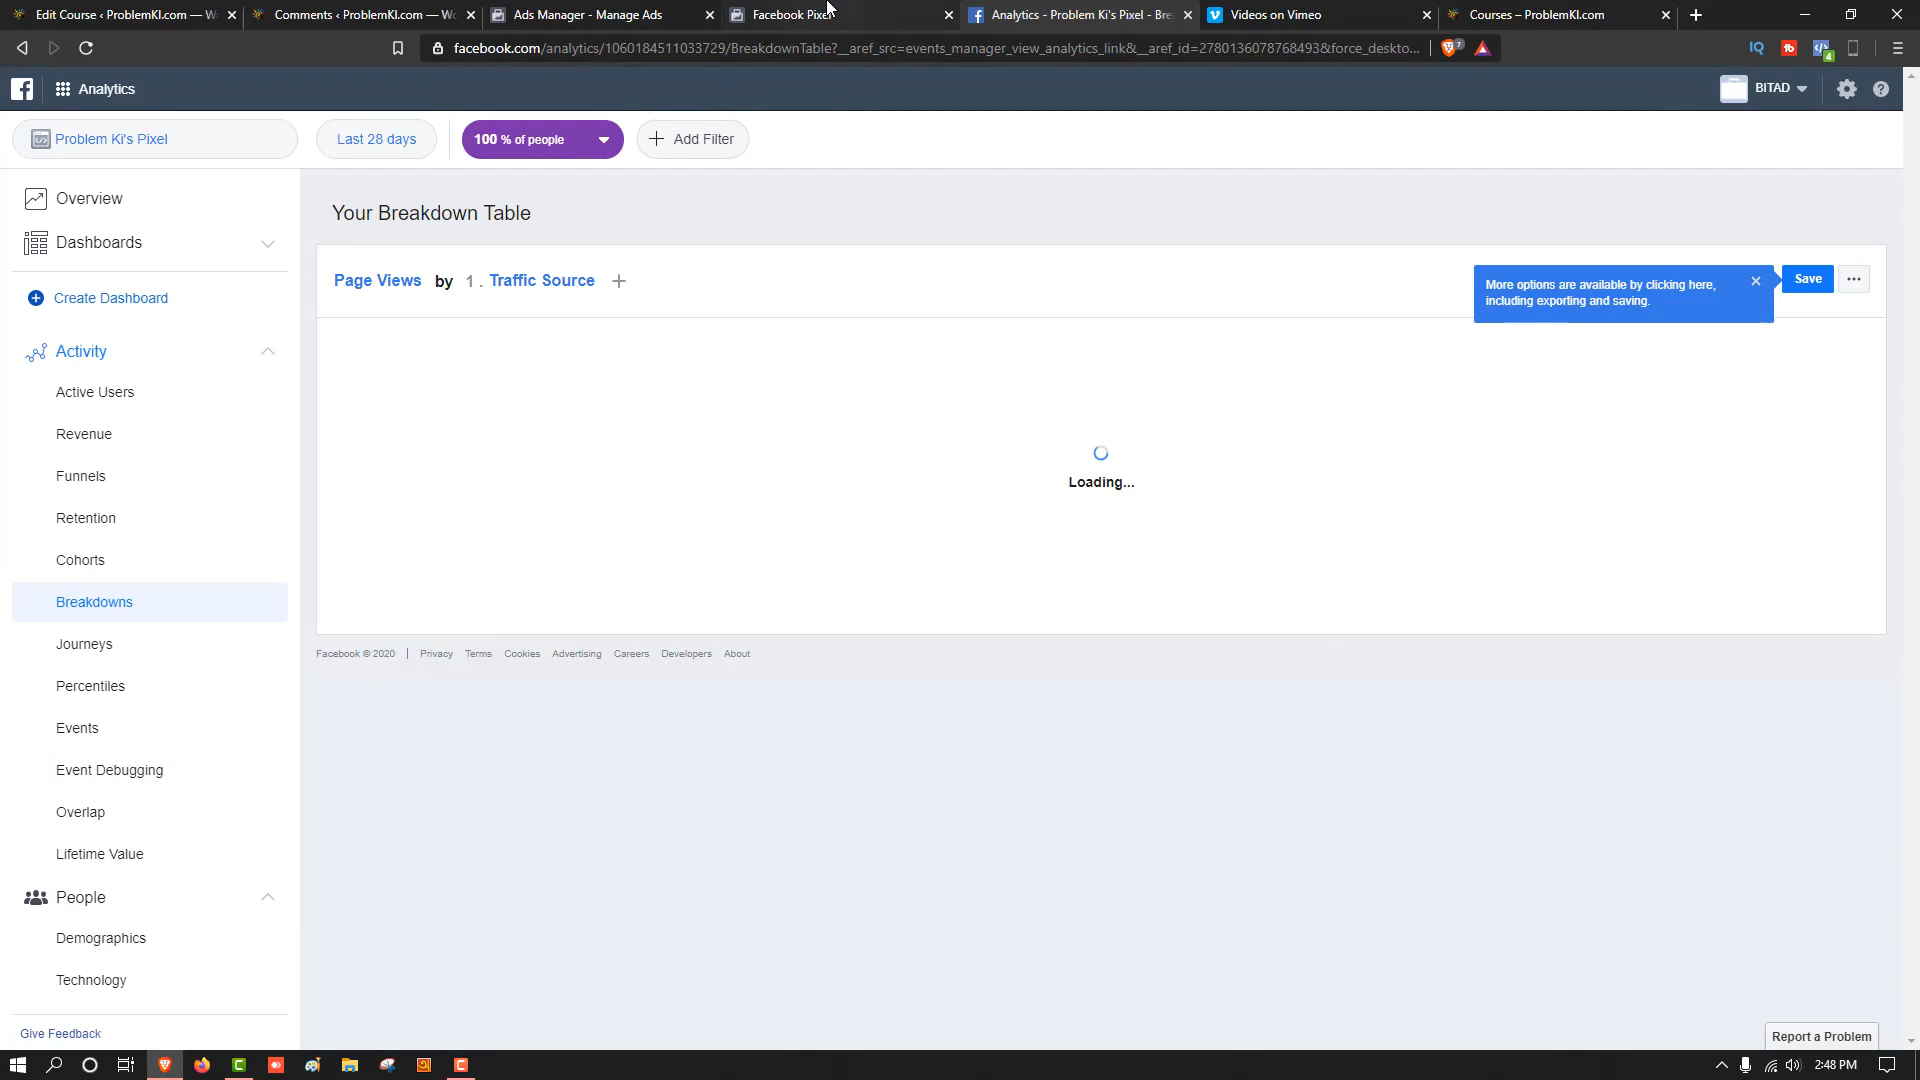 Edit Course ‹ ProblemKI.com — W
Comments ‹ ProblemKI.com — Wo
Ads Manager - Manage Ads
Facebook Pixel
Analytics - Problem Ki's Pixel - Bre
Videos on Vimeo
Courses – ProblemKI.com
facebook.com/analytics/1060184511033729/BreakdownTable?__aref_src=events_manager_view_analytics_link&__aref_id=2780136078768493&force_deskto...
7
IQ
tb
4
Analytics
BITAD
Problem Ki's Pixel
Last 28 days
100 % of people
Add Filter
Overview
Dashboards
Create Dashboard
Activity
Active Users
Revenue
Funnels
Retention
Cohorts
Breakdowns
Journeys
Percentiles
Events
Event Debugging
Overlap
Lifetime Value
People
Demographics
Technology
Give Feedback
Your Breakdown Table
Page Views by 1 . Traffic Source
More options are available by clicking here,
including exporting and saving.
Save
Loading...
Facebook © 2020 | Privacy Terms Cookies Advertising Careers Developers About
Report a Problem
2:48 PM